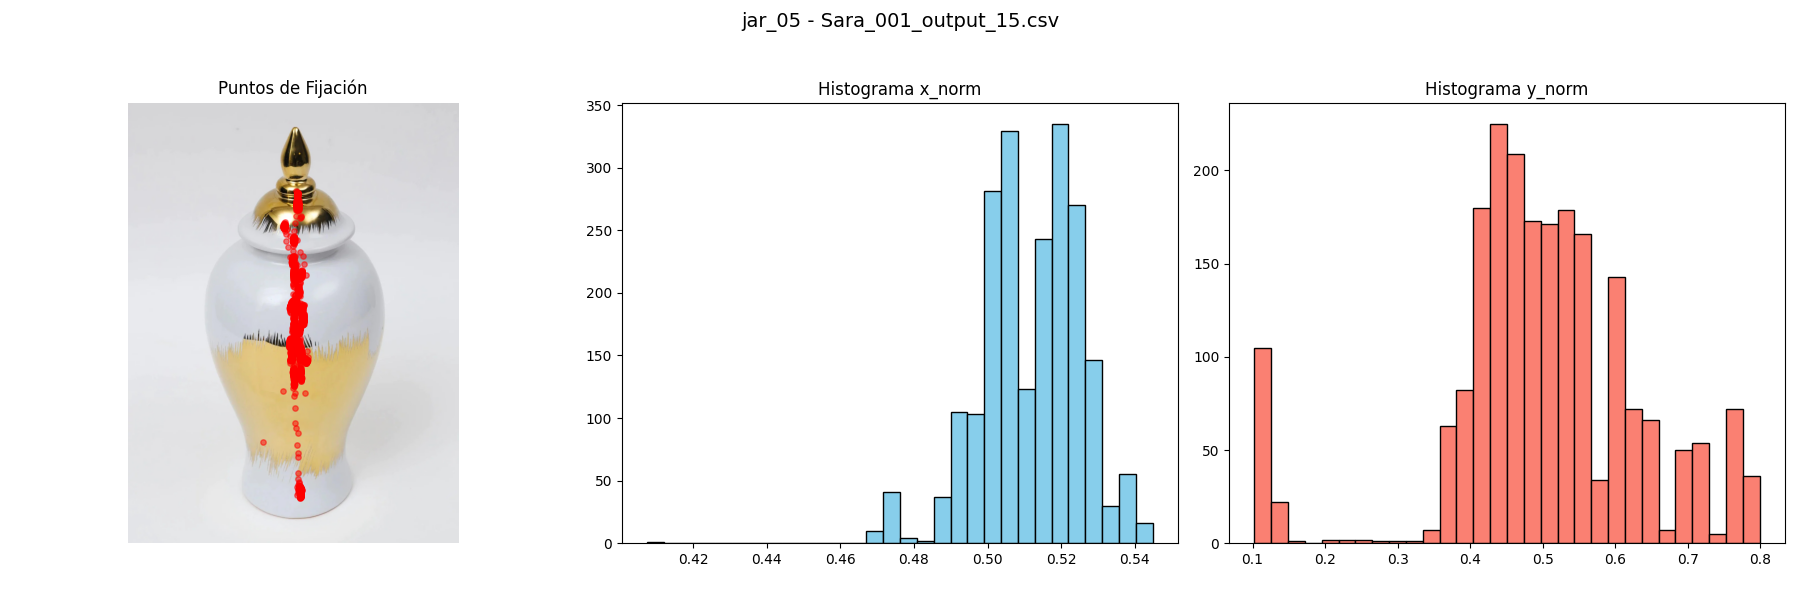 jar_05 - Sara_001_output_15.csv
Puntos de Fijación
Histograma x_norm
350
300
250
200
150
100
50
0
0.42 0.44 0.46 0.48 0.50 0.52 0.54
Histograma y_norm
200
150
100
50
0
0.1 0.2 0.3 0.4 0.5 0.6 0.7 0.8